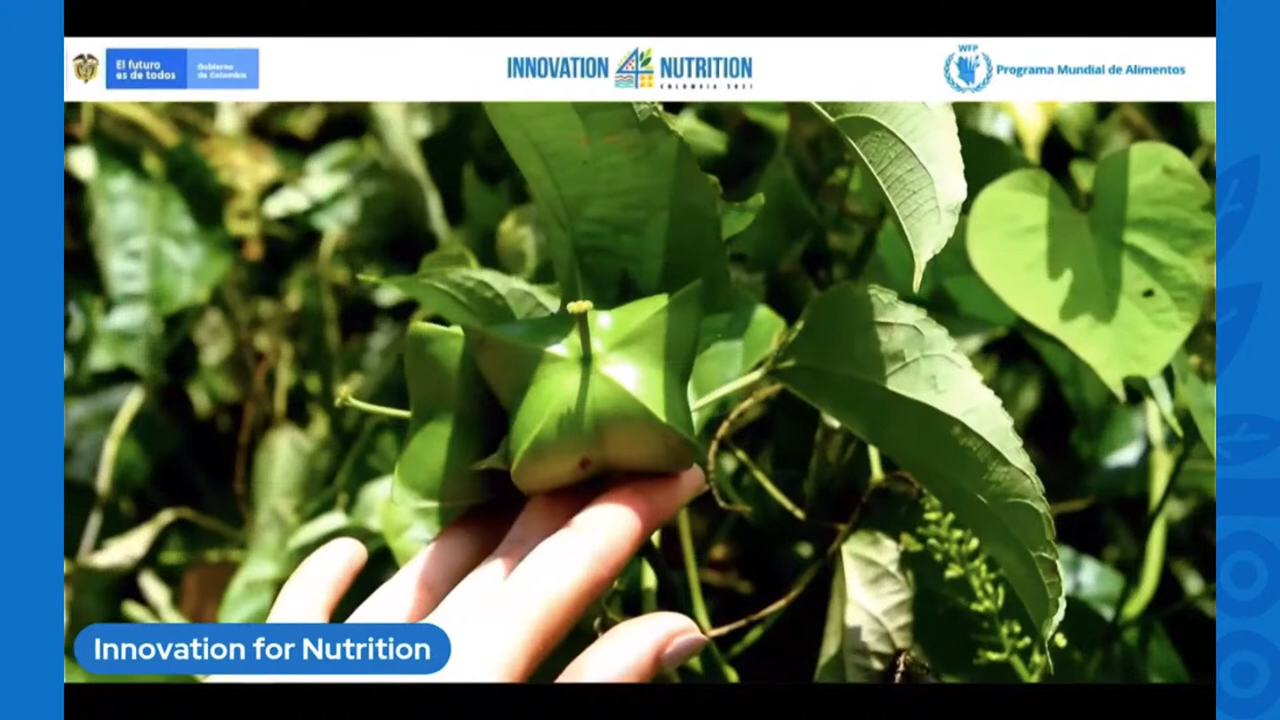 El futuro
es de todos
Gobierno
de Colombia
INNOVATION 4 NUTRITION
COLOMBIA 2021
WFP
Programa Mundial de Alimentos
Innovation for Nutrition